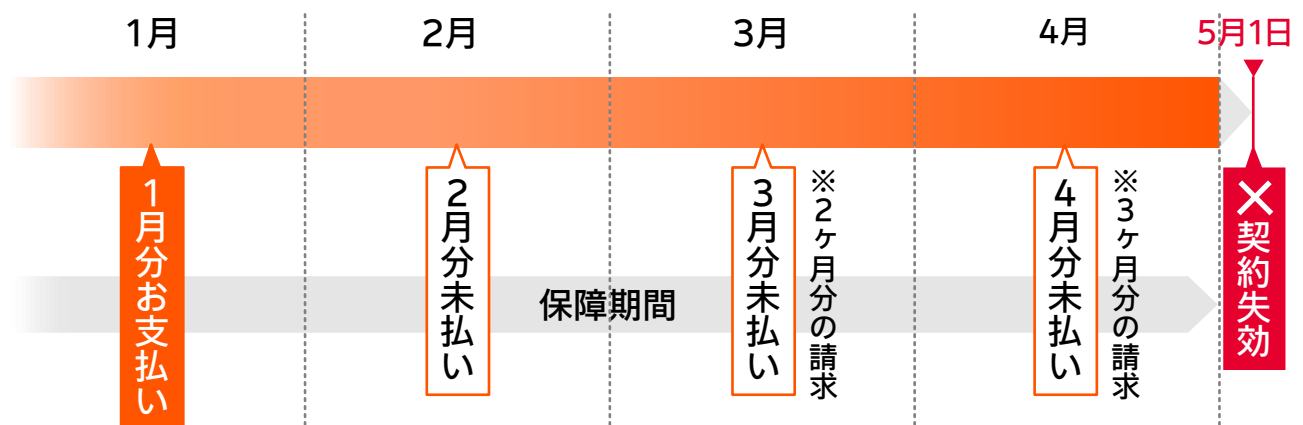 1月
2月
3月
4月
5月1日
1月分お支払い
2月分未払い
3月分未払い
※2ヶ月分の請求
4月分未払い
※3ヶ月分の請求
×契約失効
保障期間